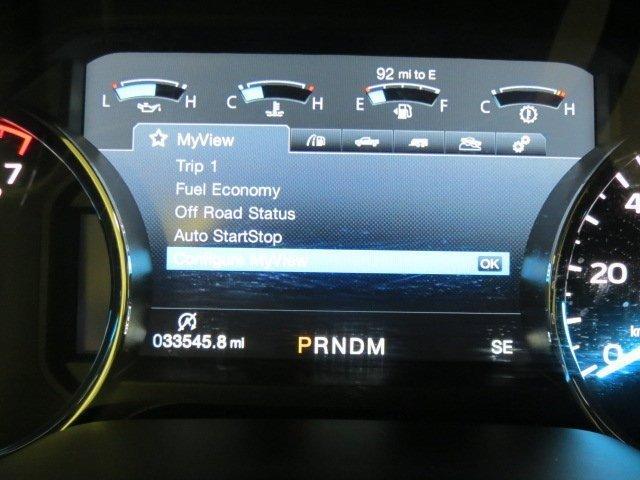 92 mi to E
L H C H E F C H
MyView
Trip 1
Fuel Economy
Off Road Status
Auto StartStop
Configure MyView OK
033545.8 mi PRNDM SE
7
20
0